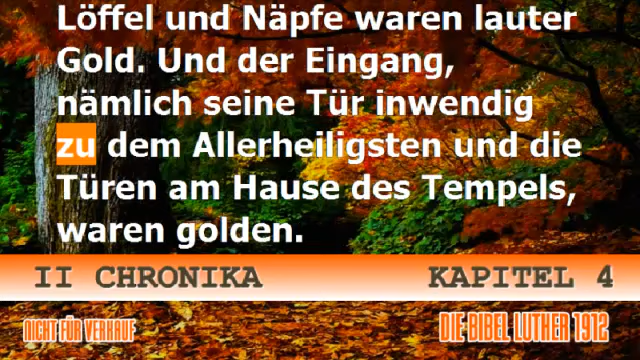 Löffel und Näpfe waren lauter
Gold. Und der Eingang,
nämlich seine Tür inwendig
zu dem Allerheiligsten und die
Türen am Hause des Tempels,
waren golden.
II CHRONIKA KAPITEL 4
NICHT FÜR VERKAUF DIE BIBEL LUTHER 1912